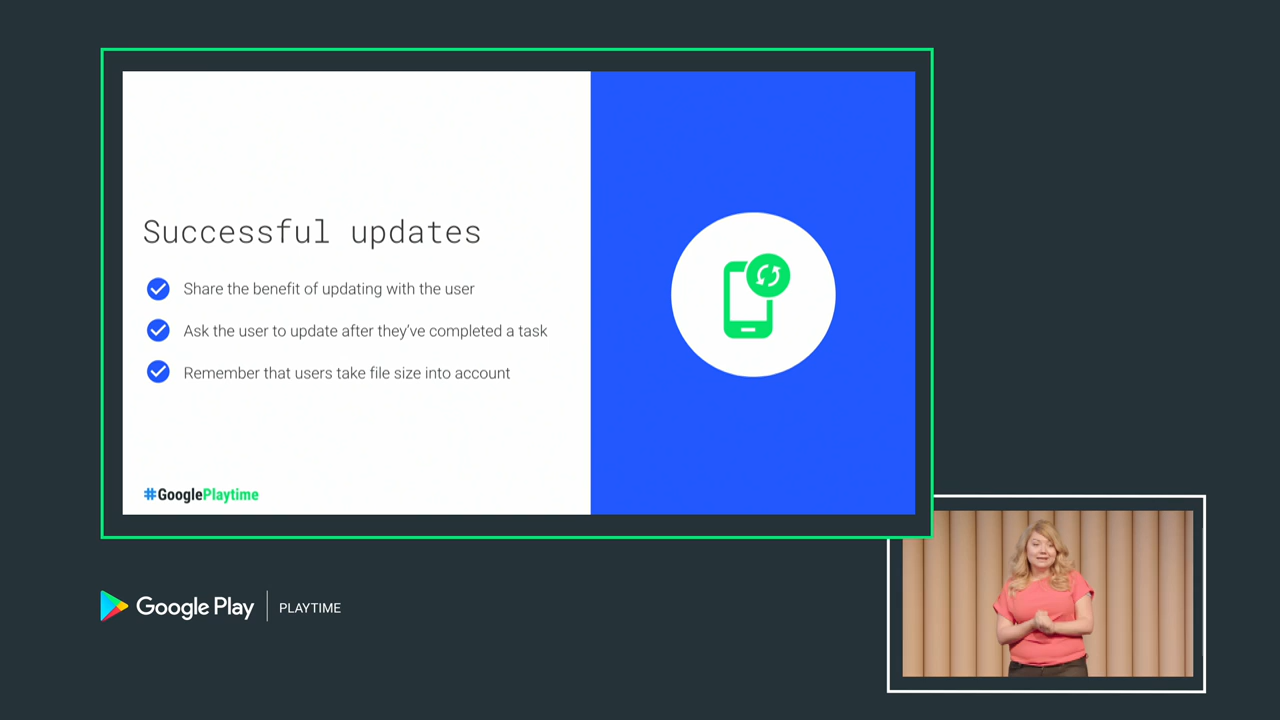 Successful updates
Share the benefit of updating with the user
Ask the user to update after they've completed a task
Remember that users take file size into account
#GooglePlaytime
Google Play | PLAYTIME